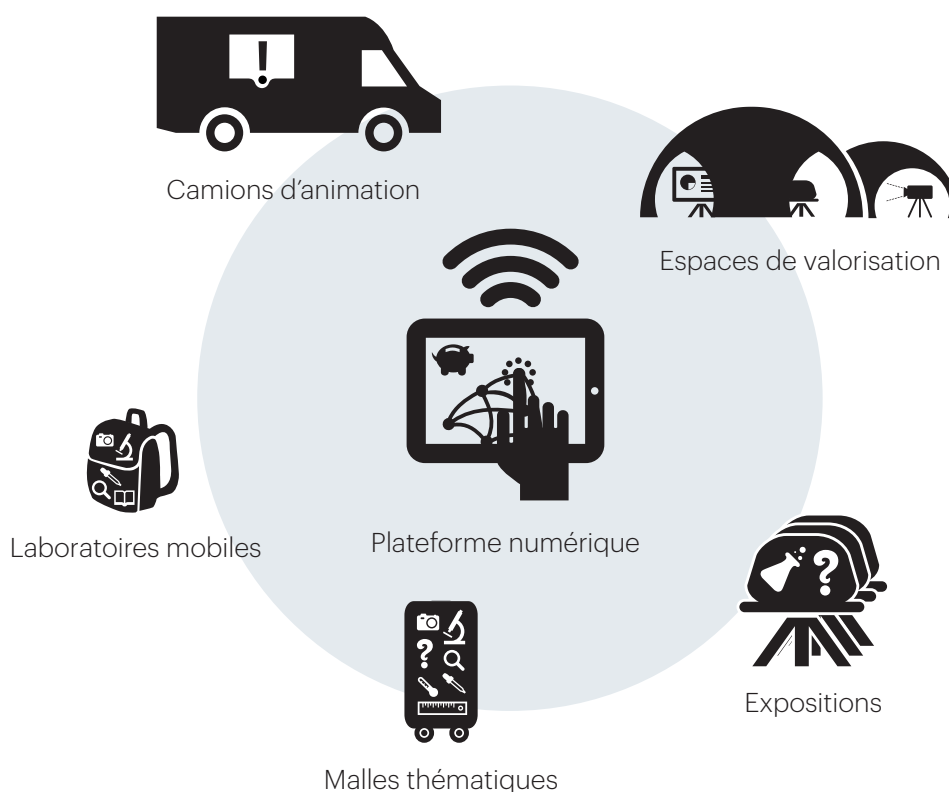 Camions d'animation
Espaces de valorisation
Plateforme numérique
Laboratoires mobiles
Expositions
Malles thématiques